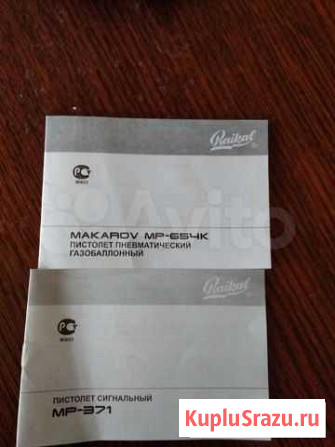 Baikal
MAKAROV MP-654K
ПИСТОЛЕТ ПНЕВМАТИЧЕСКИЙ
ГАЗОБАЛЛОННЫЙ
Avito
Baikal
ПИСТОЛЕТ СИГНАЛЬНЫЙ
MP-371
KupluSrazu.ru